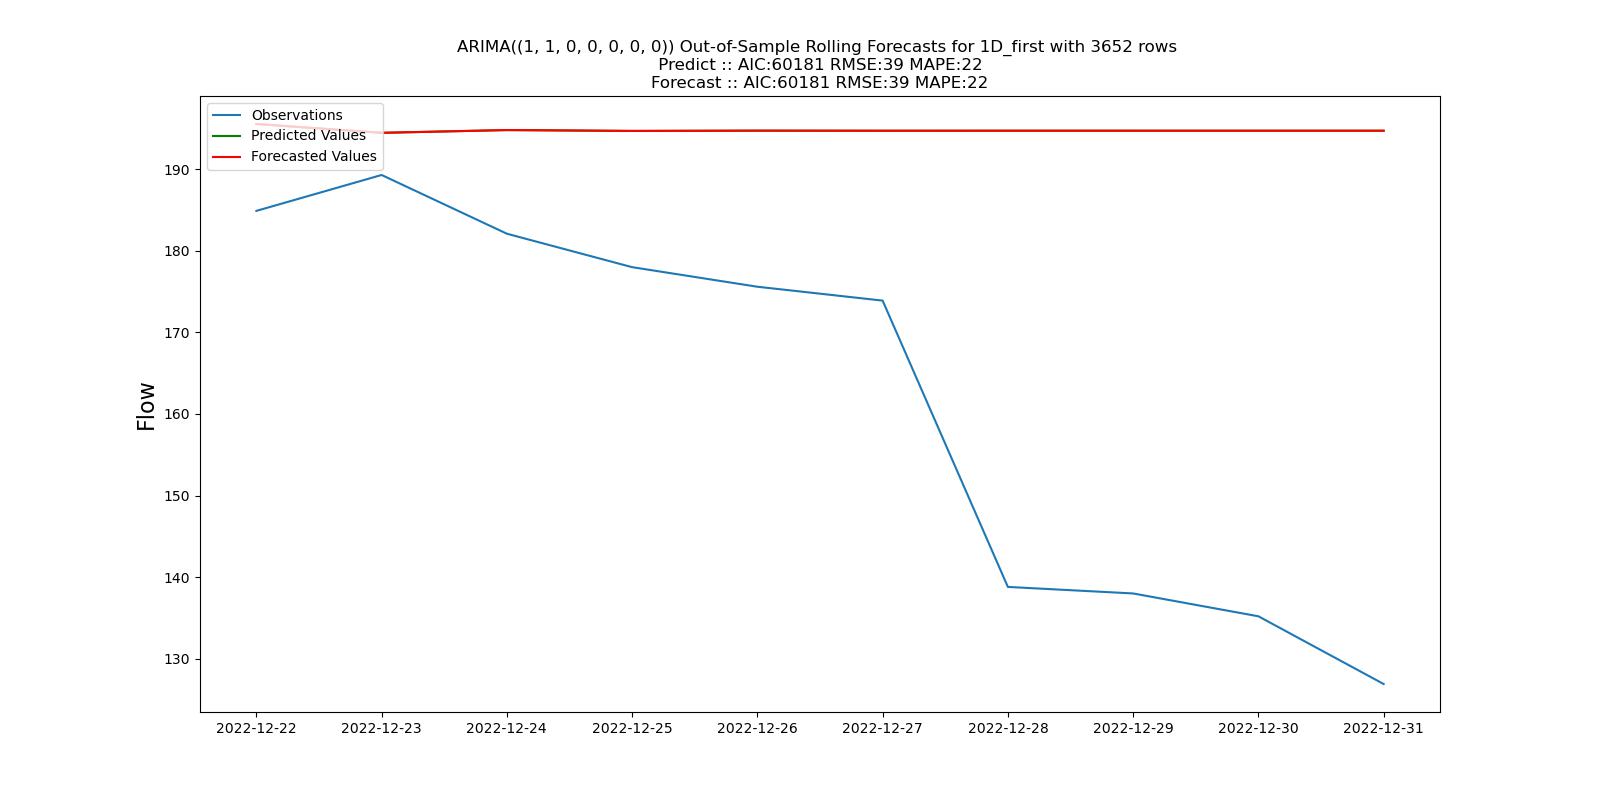 ARIMA((1, 1, 0, 0, 0, 0, 0)) Out-of-Sample Rolling Forecasts for 1D_first with 3652 rows
Predict :: AIC:60181 RMSE:39 MAPE:22
Forecast :: AIC:60181 RMSE:39 MAPE:22
Observations
Predicted Values
Forecasted Values
190
180
170
160
150
140
130
Flow
2022-12-22 2022-12-23 2022-12-24 2022-12-25 2022-12-26 2022-12-27 2022-12-28 2022-12-29 2022-12-30 2022-12-31